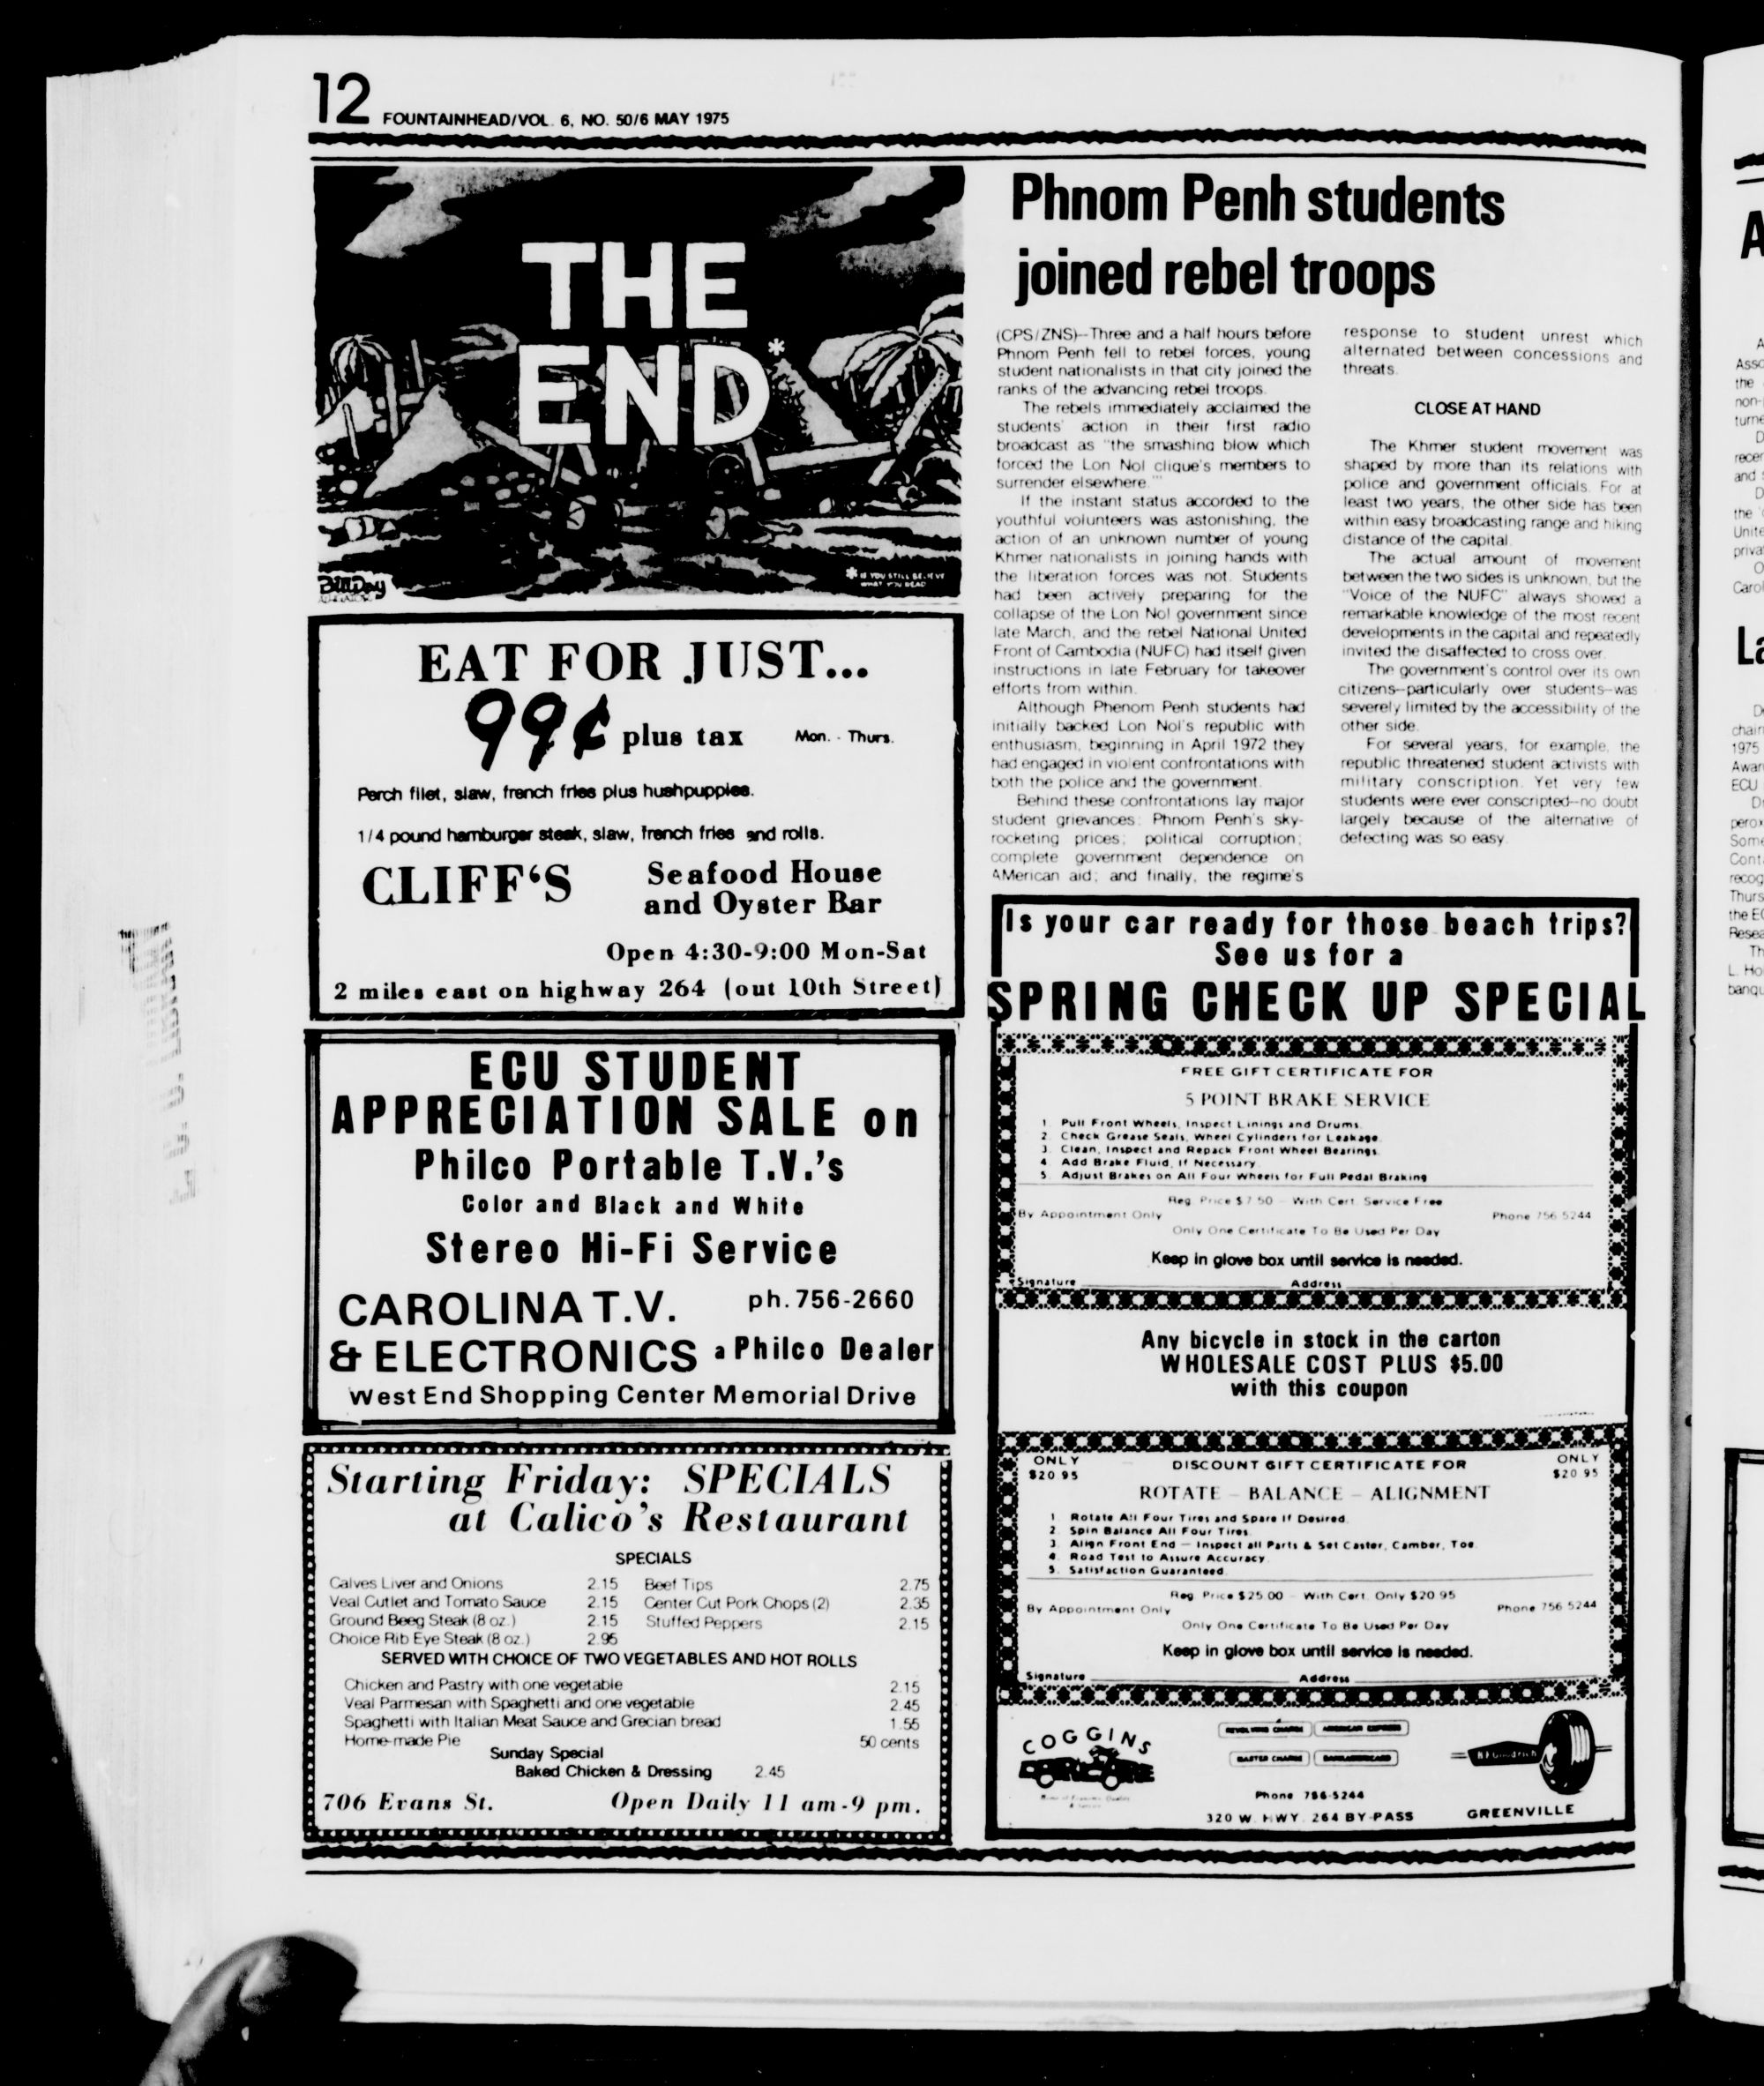 12 FOUNTAINHEAD/VOL. 6, NO. 50/6 MAY 1975
THE
END*
Bill Day
* IF YOU STILL BELIEVE
WHAT YOU READ
EAT FOR JUST...
99¢ plus tax Mon. - Thurs.
Perch filet, slaw, french fries plus hushpuppies.
1/4 pound hamburger steak, slaw, french fries and rolls.
CLIFF'S Seafood House
and Oyster Bar
Open 4:30-9:00 Mon-Sat
2 miles east on highway 264 (out 10th Street)
ECU STUDENT
APPRECIATION SALE on
Philco Portable T.V.'s
Color and Black and White
Stereo Hi-Fi Service
CAROLINA T.V. ph. 756-2660
& ELECTRONICS a Philco Dealer
West End Shopping Center Memorial Drive
Starting Friday: SPECIALS
at Calico's Restaurant
SPECIALS
Calves Liver and Onions 2.15 Beef Tips 2.75
Veal Cutlet and Tomato Sauce 2.15 Center Cut Pork Chops (2) 2.35
Ground Beeg Steak (8 oz.) 2.15 Stuffed Peppers 2.15
Choice Rib Eye Steak (8 oz.) 2.95
SERVED WITH CHOICE OF TWO VEGETABLES AND HOT ROLLS
Chicken and Pastry with one vegetable 2.15
Veal Parmesan with Spaghetti and one vegetable 2.45
Spaghetti with Italian Meat Sauce and Grecian bread 1.55
Home-made Pie 50 cents
Sunday Special
Baked Chicken & Dressing 2.45
706 Evans St. Open Daily 11 am-9 pm.
Phnom Penh students
joined rebel troops
(CPS/ZNS)--Three and a half hours before
Phnom Penh fell to rebel forces, young
student nationalists in that city joined the
ranks of the advancing rebel troops.
The rebels immediately acclaimed the
students' action in their first radio
broadcast as "the smashing blow which
forced the Lon Nol clique's members to
surrender elsewhere."
If the instant status accorded to the
youthful volunteers was astonishing, the
action of an unknown number of young
Khmer nationalists in joining hands with
the liberation forces was not. Students
had been actively preparing for the
collapse of the Lon Nol government since
late March, and the rebel National United
Front of Cambodia (NUFC) had itself given
instructions in late February for takeover
efforts from within.
Although Phenom Penh students had
initially backed Lon Nol's republic with
enthusiasm, beginning in April 1972 they
had engaged in violent confrontations with
both the police and the government.
Behind these confrontations lay major
student grievances: Phnom Penh's sky-
rocketing prices; political corruption;
complete government dependence on
AMerican aid; and finally, the regime's
response to student unrest which
alternated between concessions and
threats.
CLOSE AT HAND
The Khmer student movement was
shaped by more than its relations with
police and government officials. For at
least two years, the other side has been
within easy broadcasting range and hiking
distance of the capital.
The actual amount of movement
between the two sides is unknown, but the
"Voice of the NUFC" always showed a
remarkable knowledge of the most recent
developments in the capital and repeatedly
invited the disaffected to cross over.
The government's control over its own
citizens--particularly over students--was
severely limited by the accessibility of the
other side.
For several years, for example, the
republic threatened student activists with
military conscription. Yet very few
students were ever conscripted--no doubt
largely because of the alternative of
defecting was so easy.
Is your car ready for those beach trips?
See us for a
SPRING CHECK UP SPECIAL
FREE GIFT CERTIFICATE FOR
5 POINT BRAKE SERVICE
1. Pull Front Wheels, Inspect Linings and Drums.
2. Check Grease Seals, Wheel Cylinders for Leakage.
3. Clean, Inspect and Repack Front Wheel Bearings.
4. Add Brake Fluid, If Necessary.
5. Adjust Brakes on All Four Wheels for Full Pedal Braking
Reg. Price $7.50 - With Cert. Service Free
By Appointment Only Phone 756-5244
Only One Certificate To Be Used Per Day
Keep in glove box until service is needed.
Signature Address
Any bicycle in stock in the carton
WHOLESALE COST PLUS $5.00
with this coupon
ONLY
$20.95
DISCOUNT GIFT CERTIFICATE FOR
ONLY
$20.95
ROTATE - BALANCE - ALIGNMENT
1. Rotate All Four Tires and Spare If Desired.
2. Spin Balance All Four Tires.
3. Align Front End - Inspect all Parts & Set Caster, Camber, Toe.
4. Road Test to Assure Accuracy.
5. Satisfaction Guaranteed.
Reg. Price $25.00 - With Cert. Only $20.95
By Appointment Only Phone 756-5244
Only One Certificate To Be Used Per Day
Keep in glove box until service is needed.
Signature Address
COGGINS
REVOLVING CHARGE AMERICAN EXPRESS
MASTER CHARGE BANKAMERICARD
BFGoodrich
Phone 756-5244
320 W. HWY. 264 BY-PASS
GREENVILLE